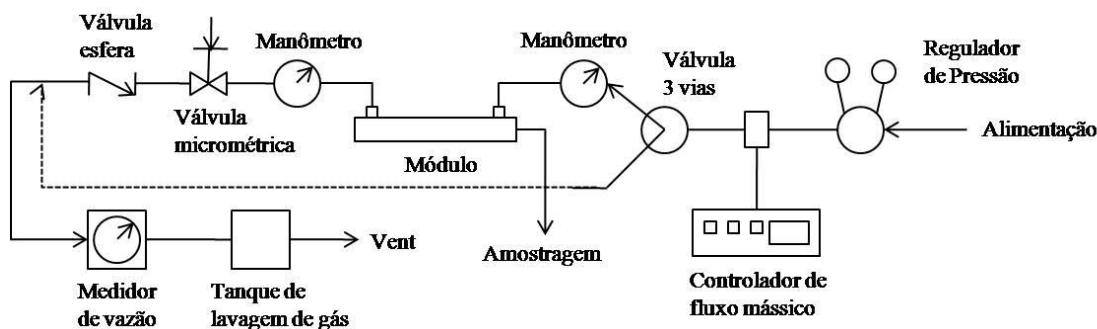 Válvula
esfera
Manômetro
Manômetro
Válvula
3 vias
Regulador
de Pressão
Válvula
micrométrica
Módulo
Alimentação
Vent
Amostragem
Medidor
de vazão
Tanque de
lavagem de gás
Controlador de
fluxo mássico